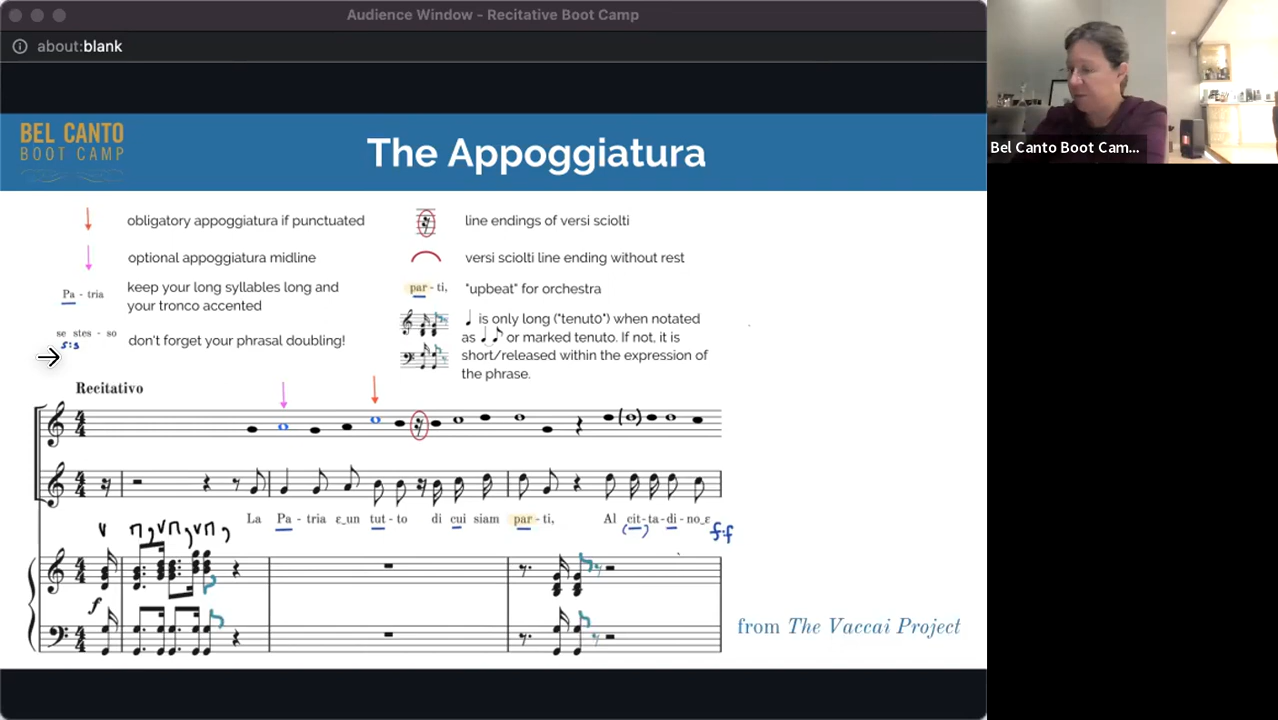 Audience Window - Recitative Boot Camp
about:blank
BEL CANTO
BOOT CAMP
The Appoggiatura
obligatory appoggiatura if punctuated
optional appoggiatura midline
Pa - tria
keep your long syllables long and
your tronco accented
se stes - so
s:s
don't forget your phrasal doubling!
line endings of versi sciolti
versi sciolti line ending without rest
par - ti,
"upbeat" for orchestra
♩ is only long ("tenuto") when notated
as ♩♪ or marked tenuto. If not, it is
short/released within the expression of
the phrase.
Recitativo
La Pa - tria ɛ‿un tut - to di cui siam par - ti, Al (cit) - ta - di - no‿ɛ
f:f
f
from The Vaccai Project
Bel Canto Boot Cam...